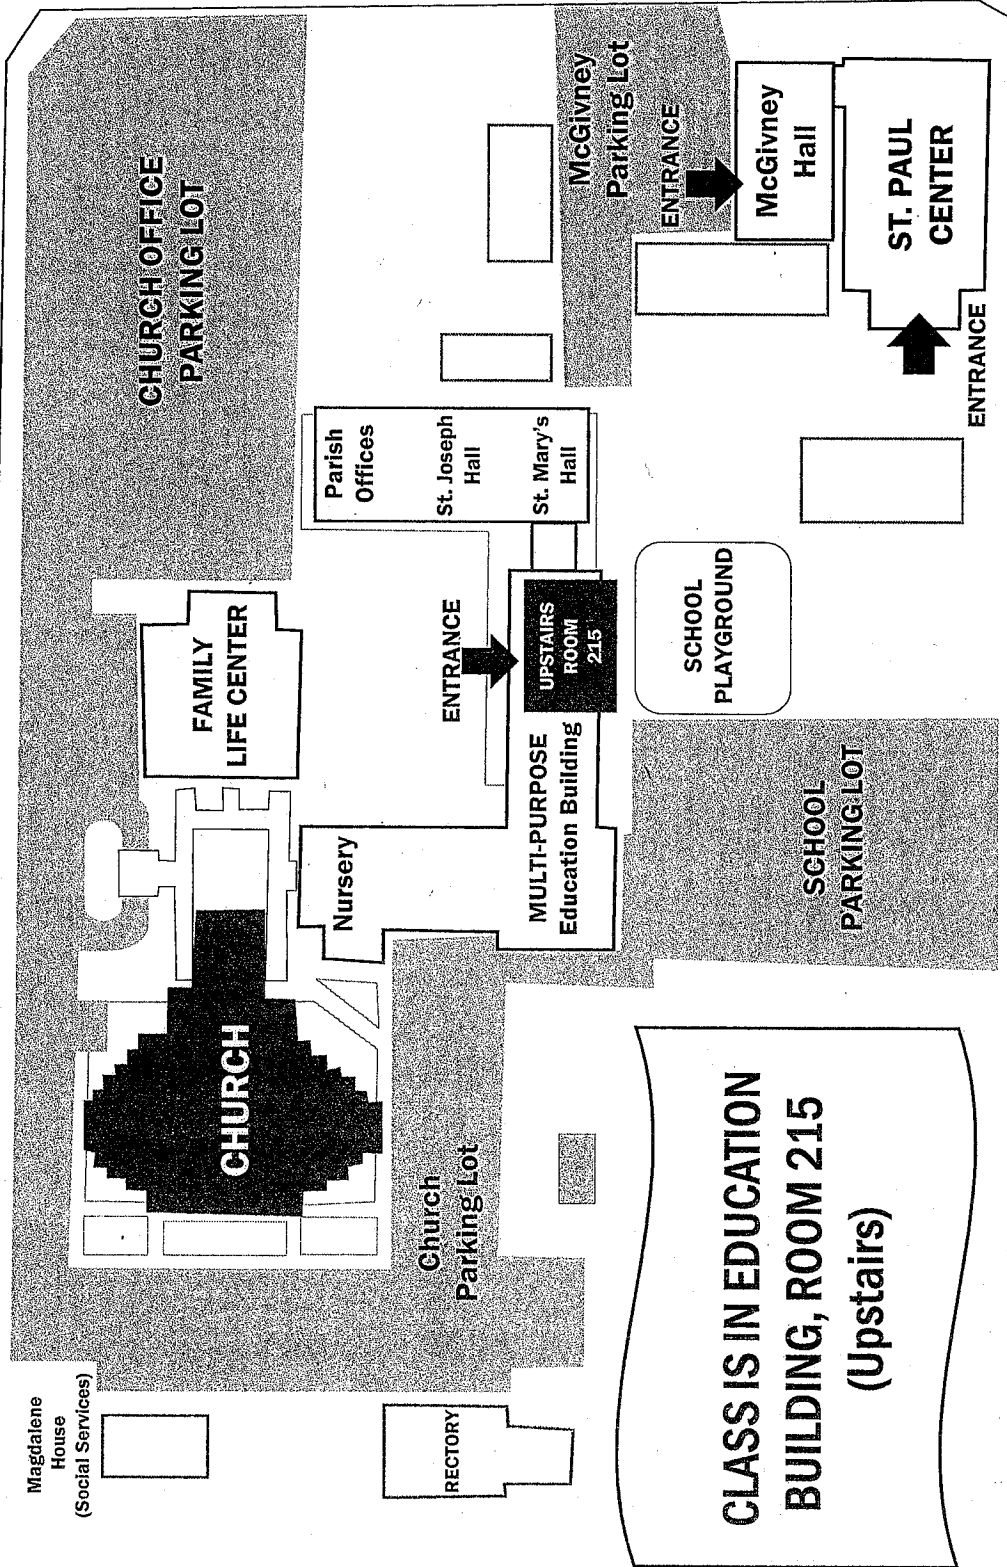 Magdalene
House
(Social Services)
RECTORY
CHURCH
Church
Parking Lot
Nursery
FAMILY
LIFE CENTER
CHURCH OFFICE
PARKING LOT
MULTI-PURPOSE
Education Building
ENTRANCE
UPSTAIRS
ROOM
215
Parish
Offices
St. Joseph
Hall
St. Mary's
Hall
McGivney
Parking Lot
ENTRANCE
McGivney
Hall
ST. PAUL
CENTER
ENTRANCE
SCHOOL
PLAYGROUND
SCHOOL
PARKING LOT
CLASS IS IN EDUCATION
BUILDING, ROOM 215
(Upstairs)